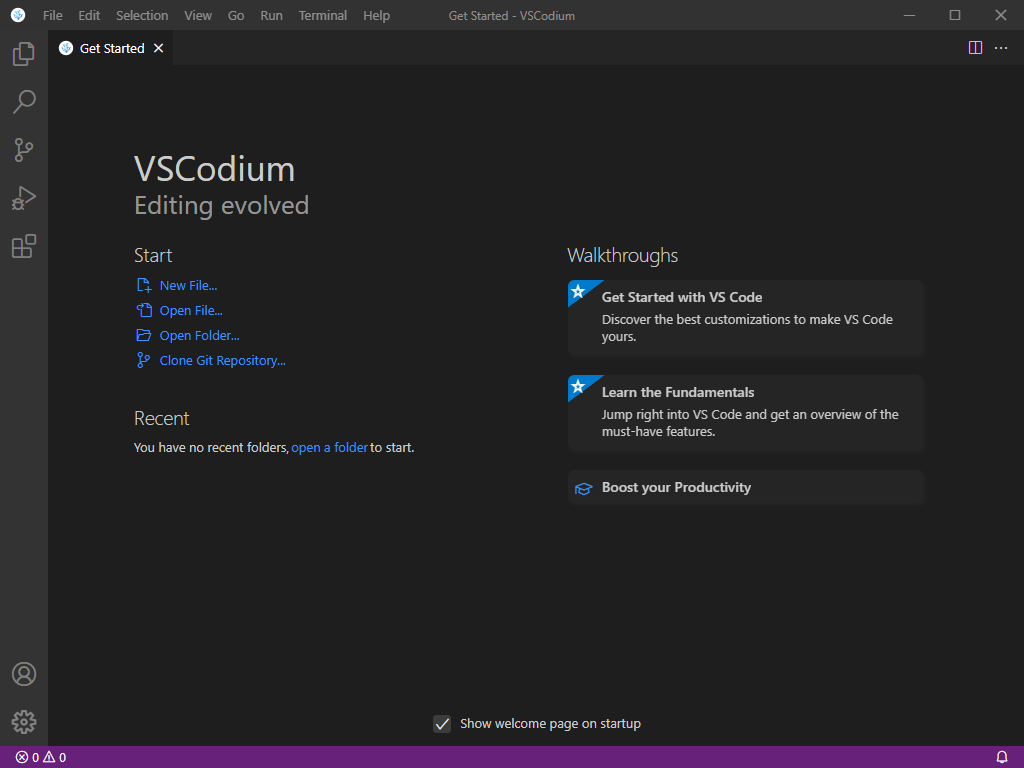 File Edit Selection View Go Run Terminal Help Get Started - VSCodium
Get Started
VSCodium
Editing evolved
Start
New File...
Open File...
Open Folder...
Clone Git Repository...
Recent
You have no recent folders, open a folder to start.
Walkthroughs
Get Started with VS Code
Discover the best customizations to make VS Code
yours.
Learn the Fundamentals
Jump right into VS Code and get an overview of the
must-have features.
Boost your Productivity
Show welcome page on startup
0 0